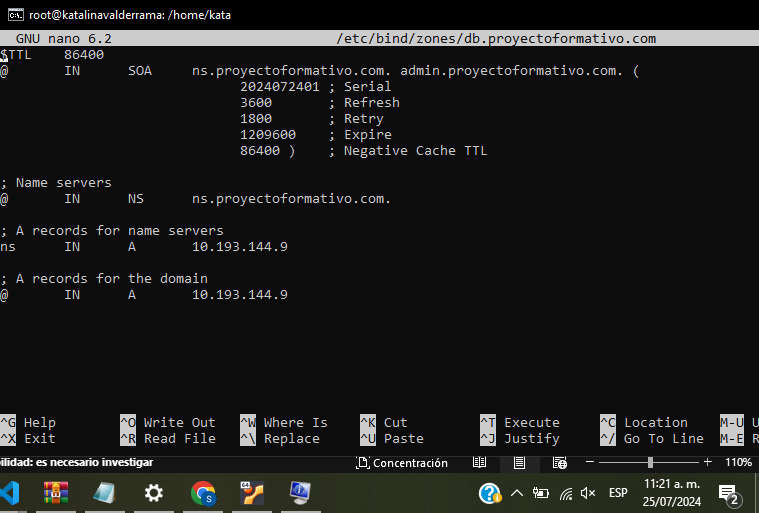 root@katalinavalderrama: /home/kata
GNU nano 6.2 /etc/bind/zones/db.proyectoformativo.com
$TTL 86400
@ IN SOA ns.proyectoformativo.com. admin.proyectoformativo.com. (
2024072401 ; Serial
3600 ; Refresh
1800 ; Retry
1209600 ; Expire
86400 ) ; Negative Cache TTL
; Name servers
@ IN NS ns.proyectoformativo.com.
; A records for name servers
ns IN A 10.193.144.9
; A records for the domain
@ IN A 10.193.144.9
^G Help ^O Write Out ^W Where Is ^K Cut ^T Execute ^C Location M-U U
^X Exit ^R Read File ^\ Replace ^U Paste ^J Justify ^/ Go To Line M-E R
bilidad: es necesario investigar Concentración − + 110%
ESP
11:21 a. m.
25/07/2024
2